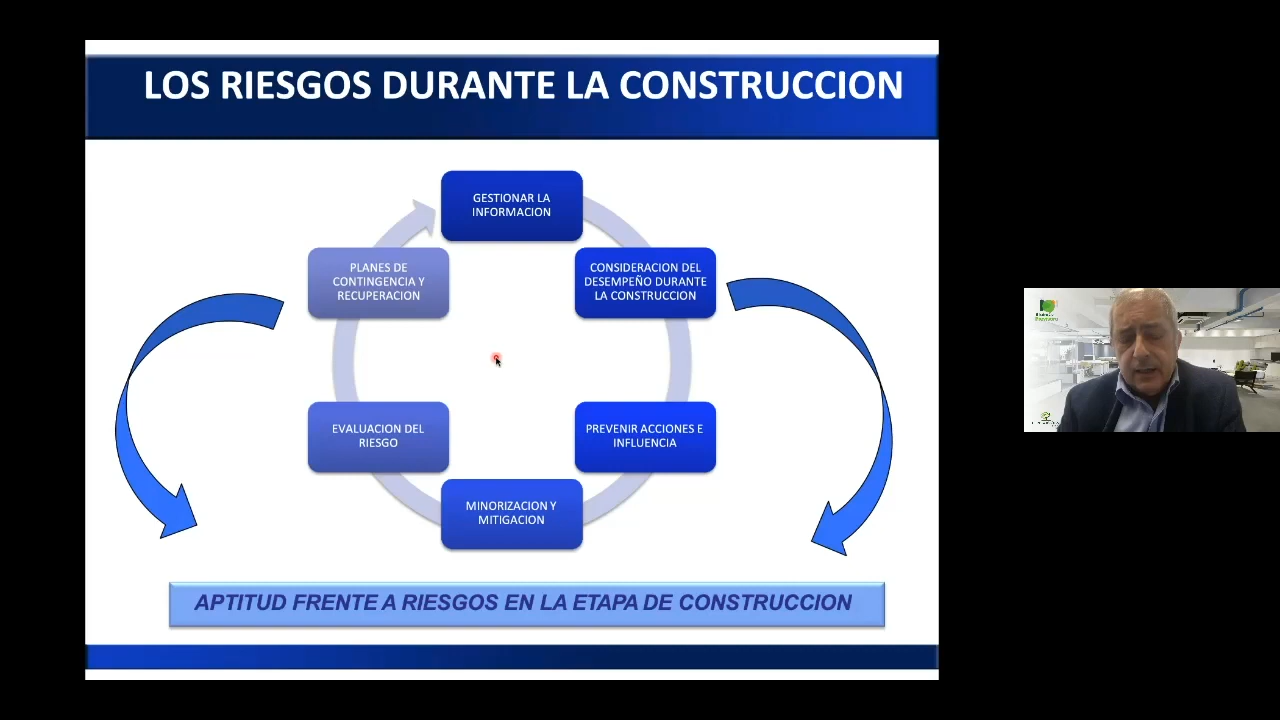 LOS RIESGOS DURANTE LA CONSTRUCCION
GESTIONAR LA
INFORMACION
CONSIDERACION DEL
DESEMPEÑO DURANTE
LA CONSTRUCCION
PREVENIR ACCIONES E
INFLUENCIA
MINORIZACION Y
MITIGACION
EVALUACION DEL
RIESGO
PLANES DE
CONTINGENCIA Y
RECUPERACION
APTITUD FRENTE A RIESGOS EN LA ETAPA DE CONSTRUCCION